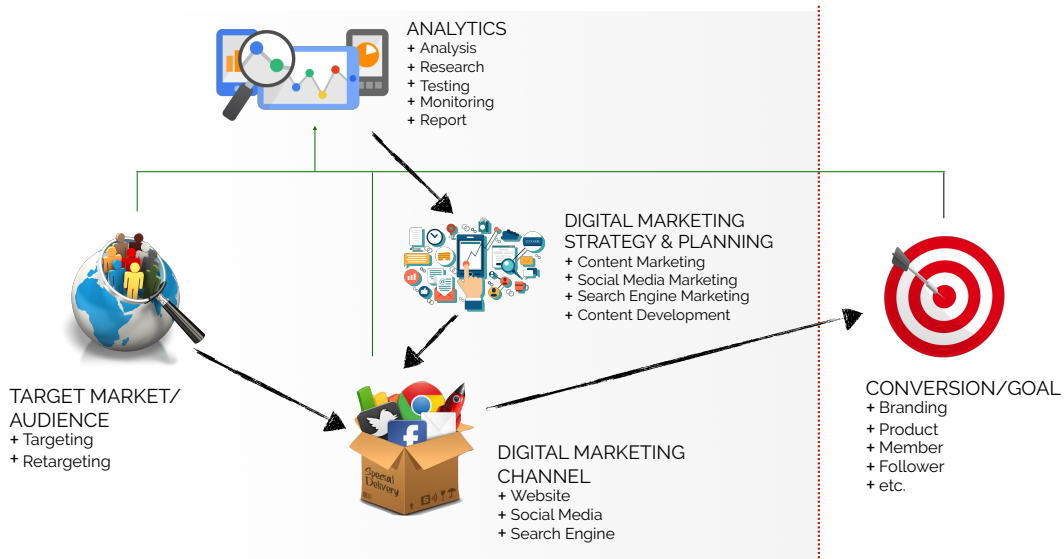 ANALYTICS
+ Analysis
+ Research
+ Testing
+ Monitoring
+ Report
DIGITAL MARKETING
STRATEGY & PLANNING
+ Content Marketing
+ Social Media Marketing
+ Search Engine Marketing
+ Content Development
TARGET MARKET/
AUDIENCE
+ Targeting
+ Retargeting
Special
Delivery
DIGITAL MARKETING
CHANNEL
+ Website
+ Social Media
+ Search Engine
CONVERSION/GOAL
+ Branding
+ Product
+ Member
+ Follower
+ etc.